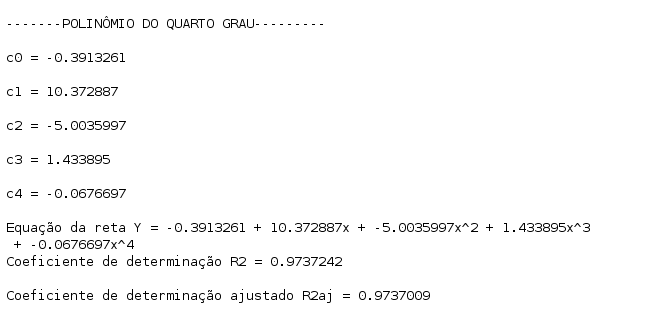 -------POLINÔMIO DO QUARTO GRAU---------
c0 = -0.3913261
c1 = 10.372887
c2 = -5.0035997
c3 = 1.433895
c4 = -0.0676697
Equação da reta Y = -0.3913261 + 10.372887x + -5.0035997x^2 + 1.433895x^3
+ -0.0676697x^4
Coeficiente de determinação R2 = 0.9737242
Coeficiente de determinação ajustado R2aj = 0.9737009